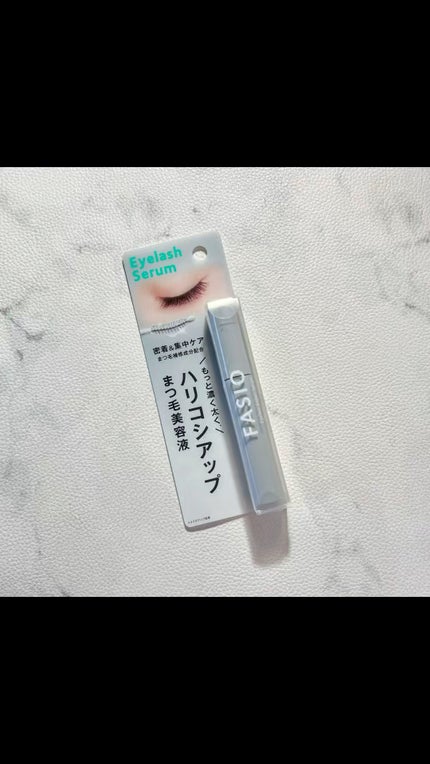 Eyelash
Serum
密着&集中ケア
まつ毛補修成分配合
もっと濃く太く
ハリコシアップ
まつ毛美容液
FASIO